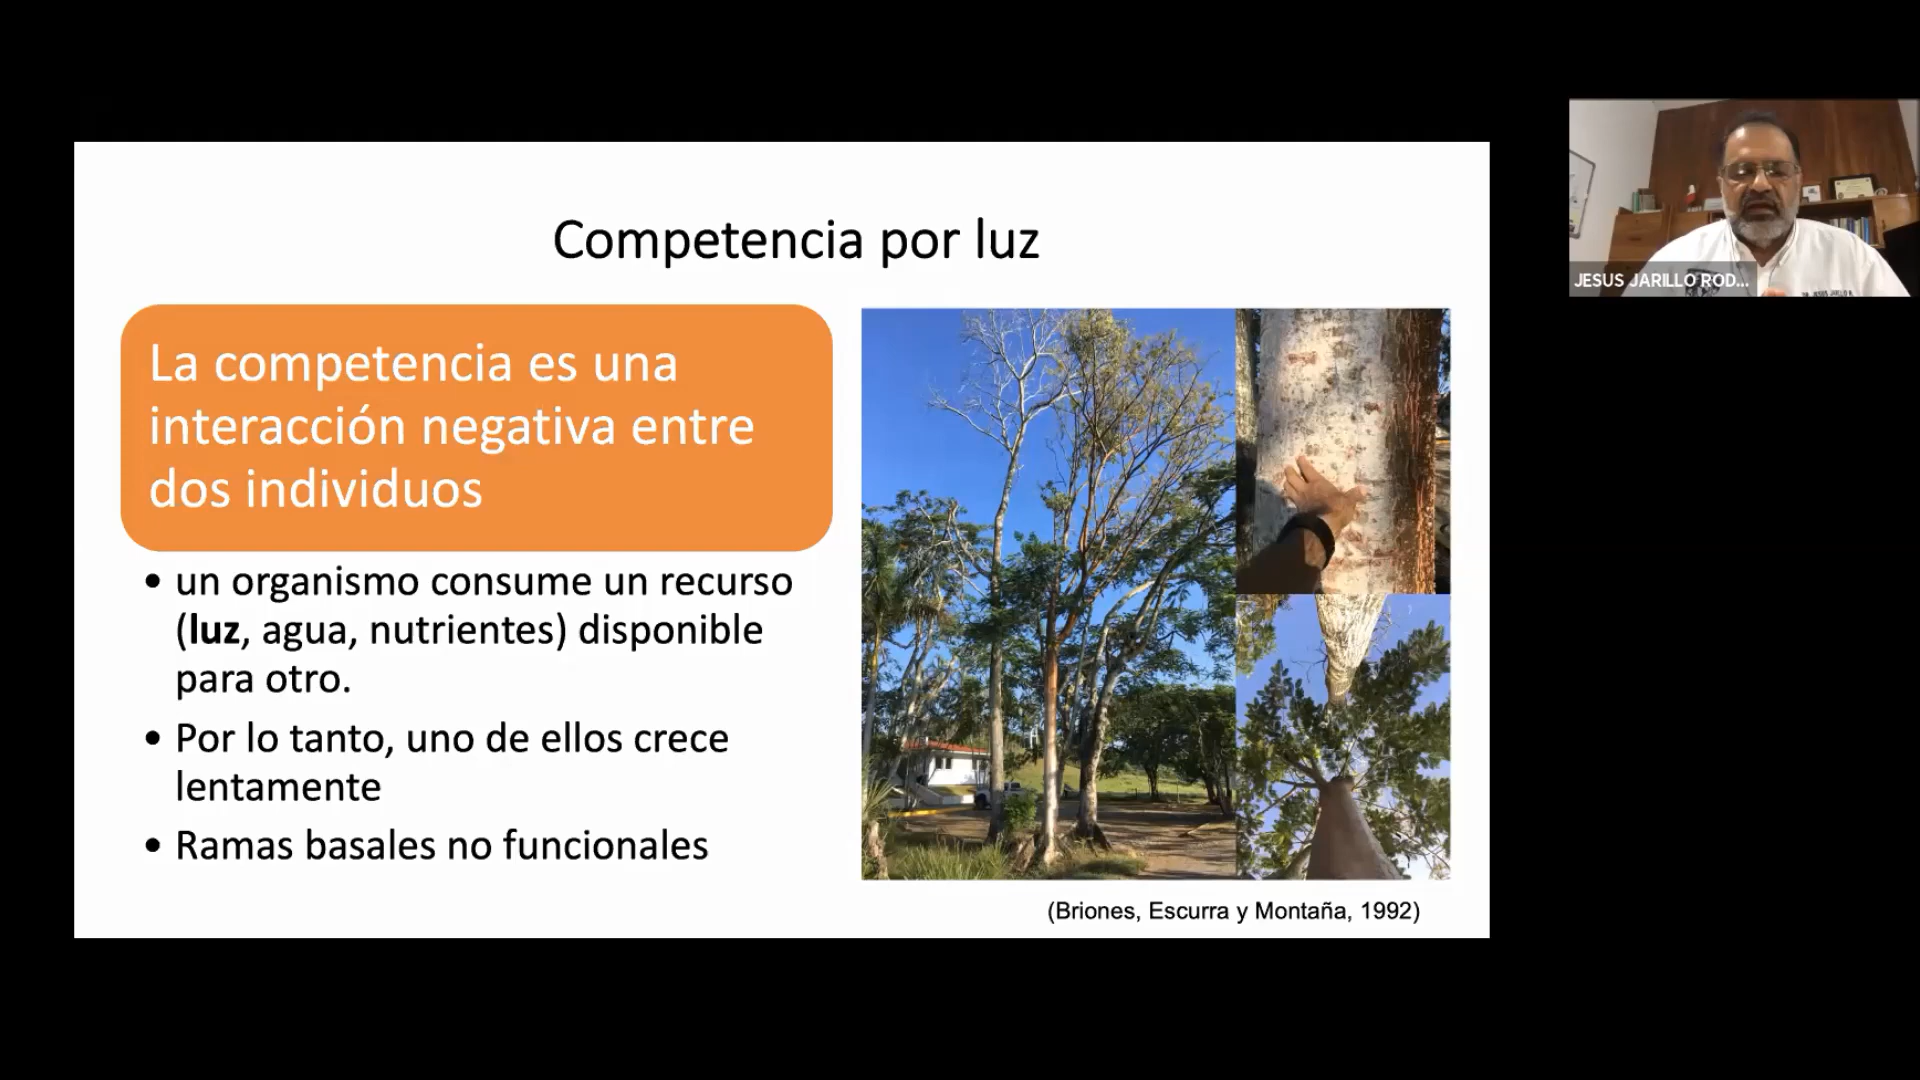 Competencia por luz
La competencia es una
interacción negativa entre
dos individuos
• un organismo consume un recurso
(luz, agua, nutrientes) disponible
para otro.
• Por lo tanto, uno de ellos crece
lentamente
• Ramas basales no funcionales
(Briones, Escurra y Montaña, 1992)
JESUS JARILLO ROD...